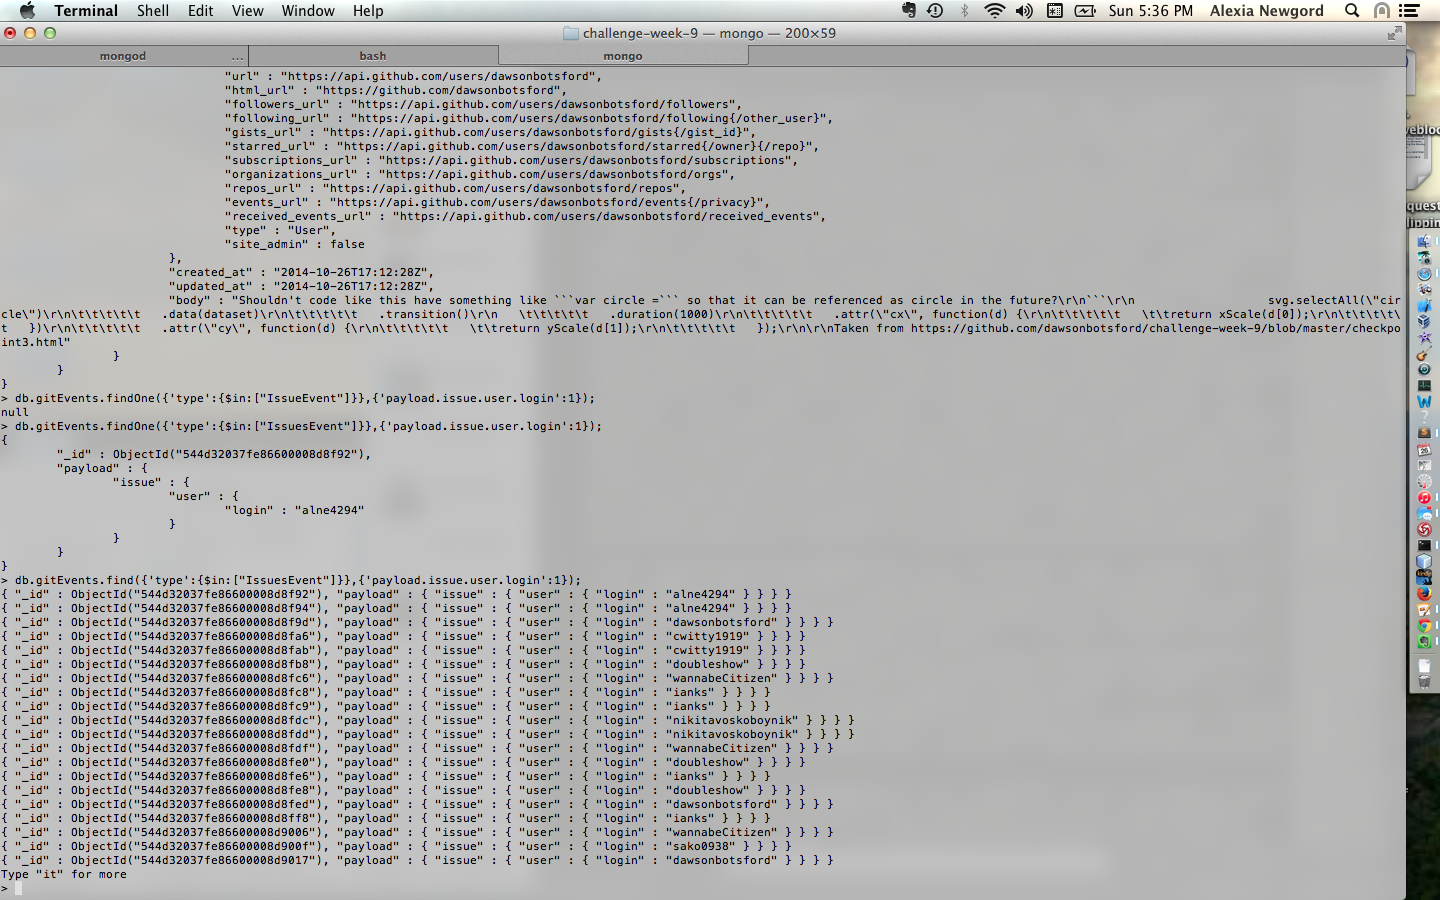 Terminal Shell Edit View Window Help Sun 5:36 PM Alexia Newgord
challenge-week-9 — mongo — 200×59
mongod ... bash mongo
"url" : "https://api.github.com/users/dawsonbotsford",
"html_url" : "https://github.com/dawsonbotsford",
"followers_url" : "https://api.github.com/users/dawsonbotsford/followers",
"following_url" : "https://api.github.com/users/dawsonbotsford/following{/other_user}",
"gists_url" : "https://api.github.com/users/dawsonbotsford/gists{/gist_id}",
"starred_url" : "https://api.github.com/users/dawsonbotsford/starred{/owner}{/repo}",
"subscriptions_url" : "https://api.github.com/users/dawsonbotsford/subscriptions",
"organizations_url" : "https://api.github.com/users/dawsonbotsford/orgs",
"repos_url" : "https://api.github.com/users/dawsonbotsford/repos",
"events_url" : "https://api.github.com/users/dawsonbotsford/events{/privacy}",
"received_events_url" : "https://api.github.com/users/dawsonbotsford/received_events",
"type" : "User",
"site_admin" : false
},
"created_at" : "2014-10-26T17:12:28Z",
"updated_at" : "2014-10-26T17:12:28Z",
"body" : "Shouldn't code like this have something like ```var circle =``` so that it can be referenced as circle in the future?\r\n```\r\n svg.selectAll(\"cir
cle\")\r\n\t\t\t\t\t .data(dataset)\r\n\t\t\t\t\t .transition()\r\n \t\t\t\t\t .duration(1000)\r\n\t\t\t\t\t .attr(\"cx\", function(d) {\r\n\t\t\t\t\t \t\treturn xScale(d[0]);\r\n\t\t\t\t\
t })\r\n\t\t\t\t\t .attr(\"cy\", function(d) {\r\n\t\t\t\t\t \t\treturn yScale(d[1]);\r\n\t\t\t\t\t });\r\n\r\nTaken from https://github.com/dawsonbotsford/challenge-week-9/blob/master/checkpo
int3.html"
}
}
}
> db.gitEvents.findOne({'type':{$in:["IssueEvent"]}},{'payload.issue.user.login':1});
null
> db.gitEvents.findOne({'type':{$in:["IssuesEvent"]}},{'payload.issue.user.login':1});
{
"_id" : ObjectId("544d32037fe86600008d8f92"),
"payload" : {
"issue" : {
"user" : {
"login" : "alne4294"
}
}
}
}
> db.gitEvents.find({'type':{$in:["IssuesEvent"]}},{'payload.issue.user.login':1});
{ "_id" : ObjectId("544d32037fe86600008d8f92"), "payload" : { "issue" : { "user" : { "login" : "alne4294" } } } }
{ "_id" : ObjectId("544d32037fe86600008d8f94"), "payload" : { "issue" : { "user" : { "login" : "alne4294" } } } }
{ "_id" : ObjectId("544d32037fe86600008d8f9d"), "payload" : { "issue" : { "user" : { "login" : "dawsonbotsford" } } } }
{ "_id" : ObjectId("544d32037fe86600008d8fa6"), "payload" : { "issue" : { "user" : { "login" : "cwitty1919" } } } }
{ "_id" : ObjectId("544d32037fe86600008d8fab"), "payload" : { "issue" : { "user" : { "login" : "cwitty1919" } } } }
{ "_id" : ObjectId("544d32037fe86600008d8fb8"), "payload" : { "issue" : { "user" : { "login" : "doubleshow" } } } }
{ "_id" : ObjectId("544d32037fe86600008d8fc6"), "payload" : { "issue" : { "user" : { "login" : "wannabeCitizen" } } } }
{ "_id" : ObjectId("544d32037fe86600008d8fc8"), "payload" : { "issue" : { "user" : { "login" : "ianks" } } } }
{ "_id" : ObjectId("544d32037fe86600008d8fc9"), "payload" : { "issue" : { "user" : { "login" : "ianks" } } } }
{ "_id" : ObjectId("544d32037fe86600008d8fdc"), "payload" : { "issue" : { "user" : { "login" : "nikitavoskoboynik" } } } }
{ "_id" : ObjectId("544d32037fe86600008d8fdd"), "payload" : { "issue" : { "user" : { "login" : "nikitavoskoboynik" } } } }
{ "_id" : ObjectId("544d32037fe86600008d8fdf"), "payload" : { "issue" : { "user" : { "login" : "wannabeCitizen" } } } }
{ "_id" : ObjectId("544d32037fe86600008d8fe0"), "payload" : { "issue" : { "user" : { "login" : "doubleshow" } } } }
{ "_id" : ObjectId("544d32037fe86600008d8fe6"), "payload" : { "issue" : { "user" : { "login" : "ianks" } } } }
{ "_id" : ObjectId("544d32037fe86600008d8fe8"), "payload" : { "issue" : { "user" : { "login" : "doubleshow" } } } }
{ "_id" : ObjectId("544d32037fe86600008d8fed"), "payload" : { "issue" : { "user" : { "login" : "dawsonbotsford" } } } }
{ "_id" : ObjectId("544d32037fe86600008d8ff8"), "payload" : { "issue" : { "user" : { "login" : "ianks" } } } }
{ "_id" : ObjectId("544d32037fe86600008d9006"), "payload" : { "issue" : { "user" : { "login" : "wannabeCitizen" } } } }
{ "_id" : ObjectId("544d32037fe86600008d900f"), "payload" : { "issue" : { "user" : { "login" : "sako0938" } } } }
{ "_id" : ObjectId("544d32037fe86600008d9017"), "payload" : { "issue" : { "user" : { "login" : "dawsonbotsford" } } } }
Type "it" for more
>